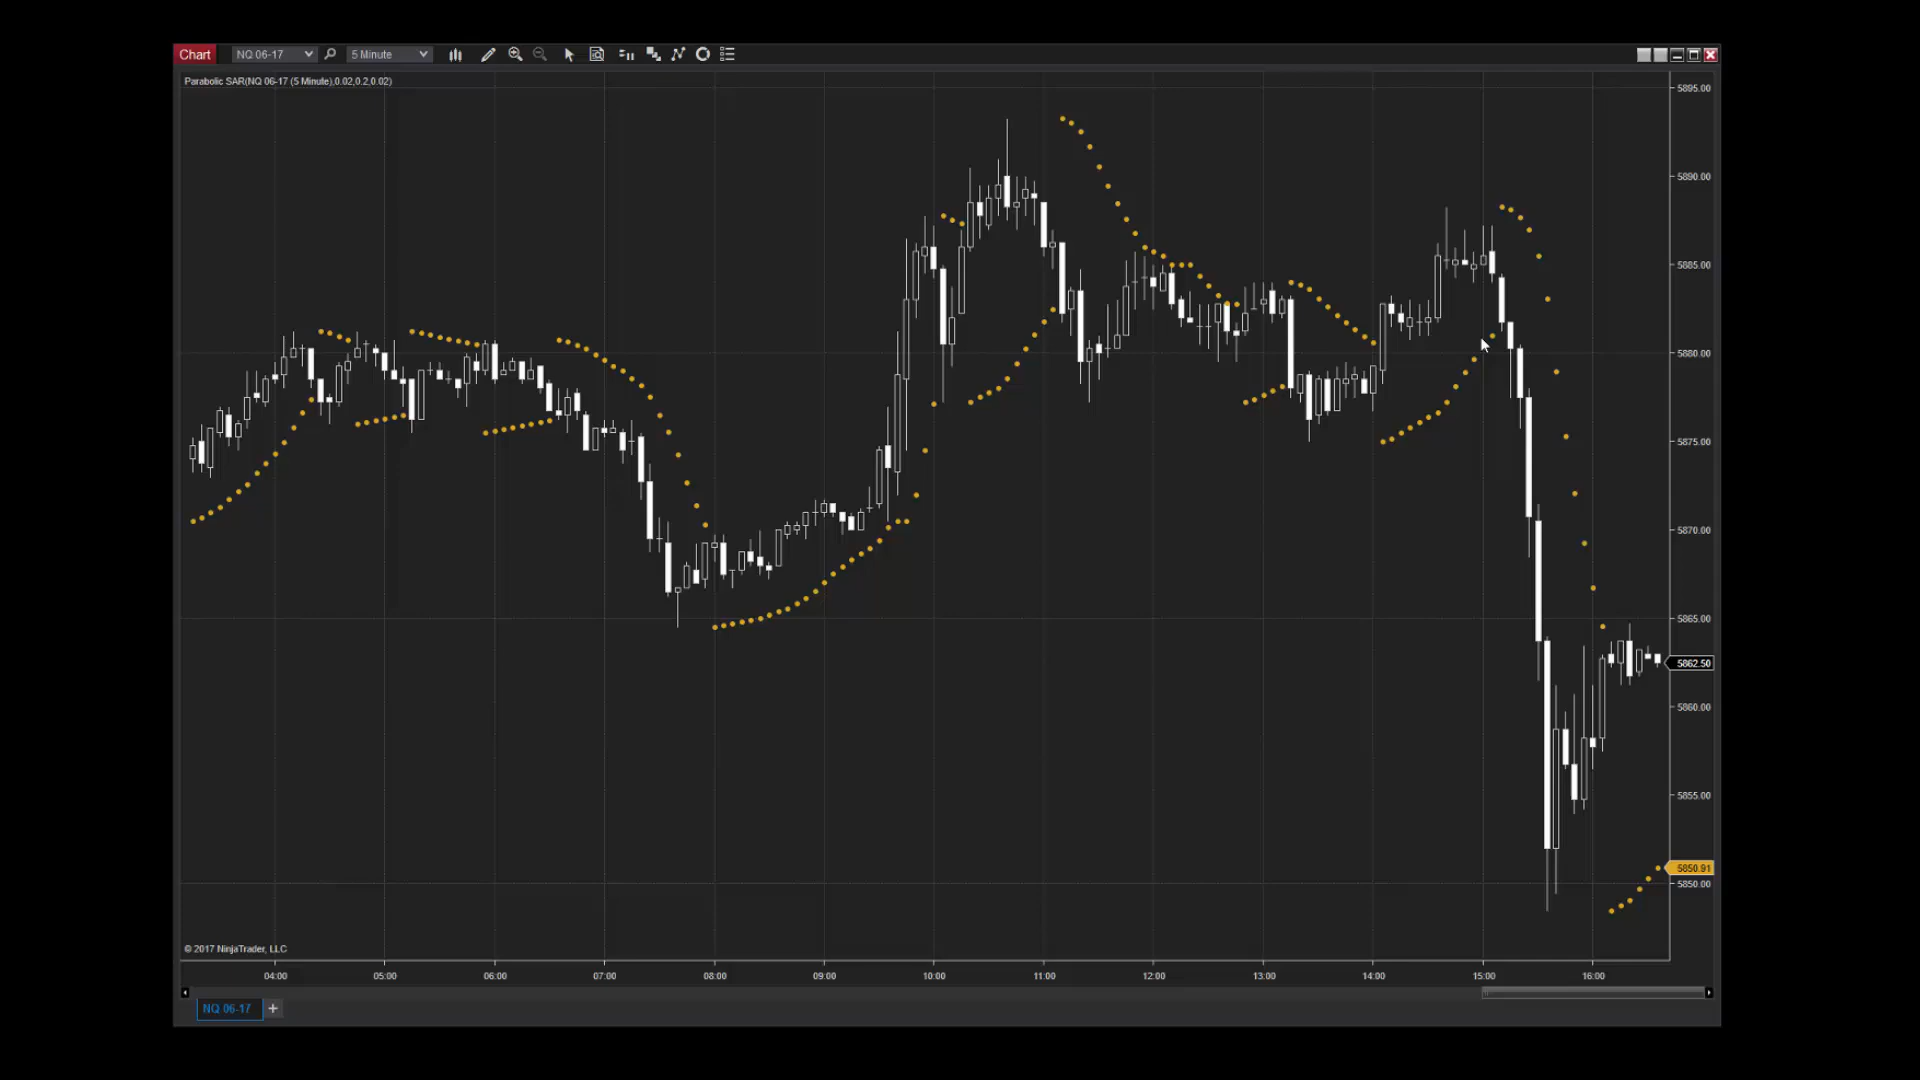 Chart NQ 06-17 5 Minute
Parabolic SAR(NQ 06-17 (5 Minute),0.02,0.2,0.02)
5895.00
5890.00
5885.00
5880.00
5875.00
5870.00
5865.00
5862.50
5860.00
5855.00
5850.91
5850.00
© 2017 NinjaTrader, LLC
04:00 05:00 06:00 07:00 08:00 09:00 10:00 11:00 12:00 13:00 14:00 15:00 16:00
NQ 06-17 +